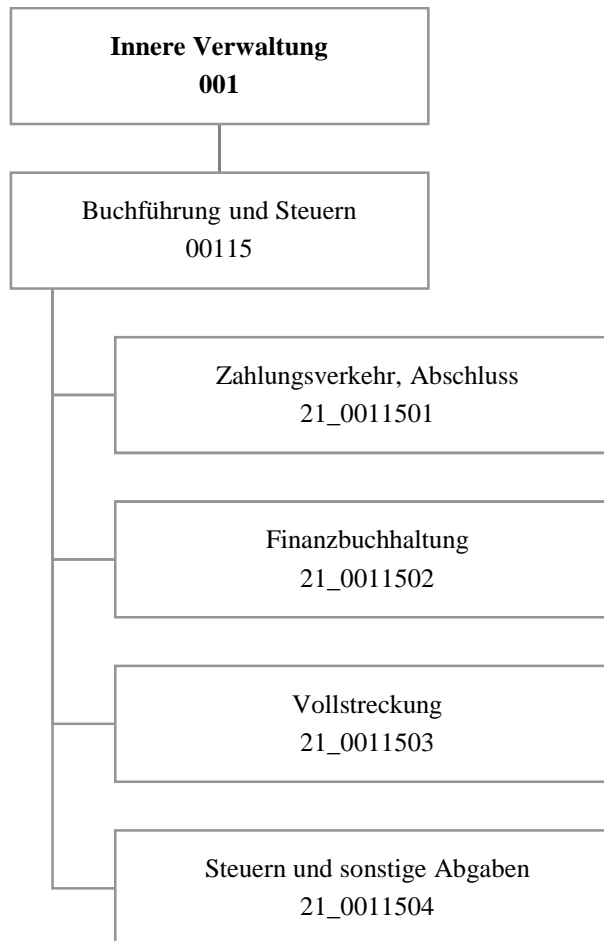 Innere Verwaltung
001
Buchführung und Steuern
00115
Zahlungsverkehr, Abschluss
21_0011501
Finanzbuchhaltung
21_0011502
Vollstreckung
21_0011503
Steuern und sonstige Abgaben
21_0011504